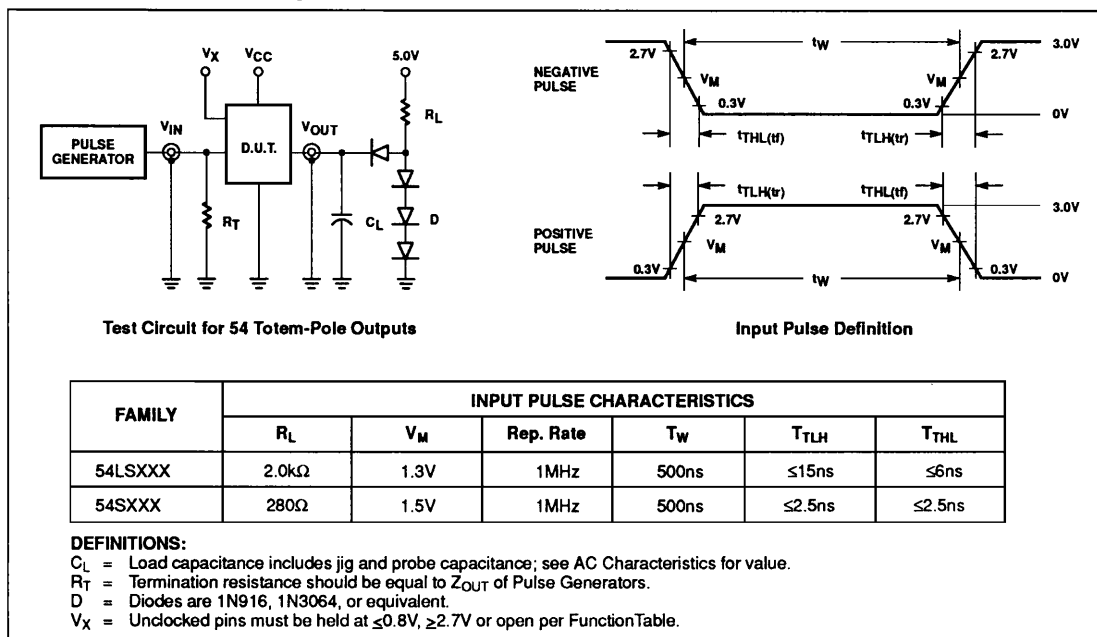 VX
VCC
5.0V
RL
VIN
VOUT
PULSE GENERATOR
D.U.T.
RT
CL
D
Test Circuit for 54 Totem-Pole Outputs
NEGATIVE PULSE
2.7V
tW
2.7V
3.0V
VM
VM
0.3V
0.3V
0V
tTHL(tf)
tTLH(tr)
tTLH(tr)
tTHL(tf)
POSITIVE PULSE
2.7V
2.7V
3.0V
VM
VM
0.3V
tW
0.3V
0V
Input Pulse Definition
FAMILY
INPUT PULSE CHARACTERISTICS
RL VM Rep. Rate TW TTLH TTHL
54LSXXX 2.0kΩ 1.3V 1MHz 500ns ≤15ns ≤6ns
54SXXX 280Ω 1.5V 1MHz 500ns ≤2.5ns ≤2.5ns
DEFINITIONS:
CL = Load capacitance includes jig and probe capacitance; see AC Characteristics for value.
RT = Termination resistance should be equal to ZOUT of Pulse Generators.
D = Diodes are 1N916, 1N3064, or equivalent.
VX = Unclocked pins must be held at ≤0.8V, ≥2.7V or open per FunctionTable.